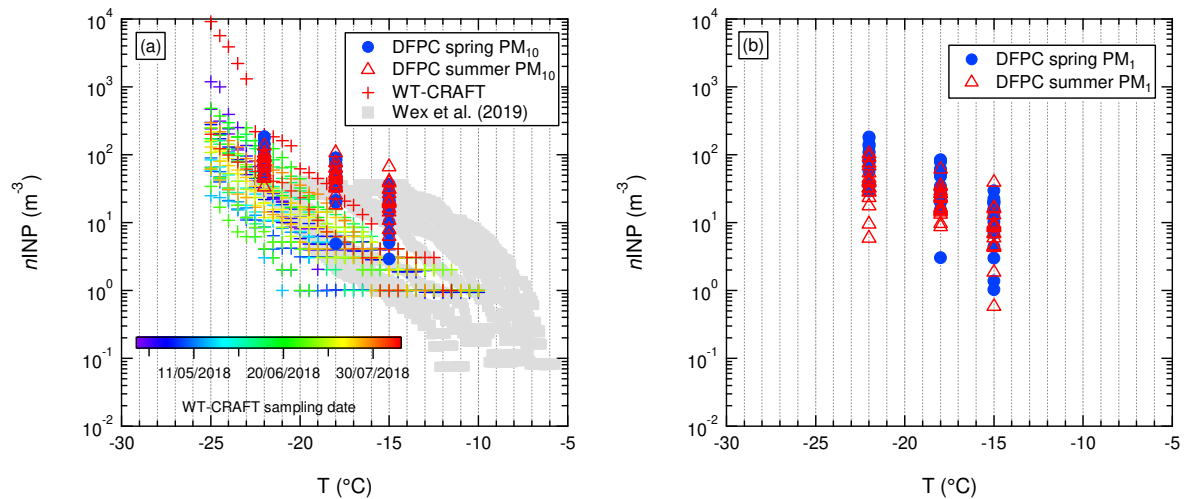 (a)
DFPC spring PM10
DFPC summer PM10
WT-CRAFT
Wex et al. (2019)
nINP (m-3)
10^4
10^3
10^2
10^1
10^0
10^-1
10^-2
11/05/2018 20/06/2018 30/07/2018
WT-CRAFT sampling date
-30 -25 -20 -15 -10 -5
T (°C)
(b)
DFPC spring PM1
DFPC summer PM1
nINP (m-3)
10^4
10^3
10^2
10^1
10^0
10^-1
10^-2
-30 -25 -20 -15 -10 -5
T (°C)